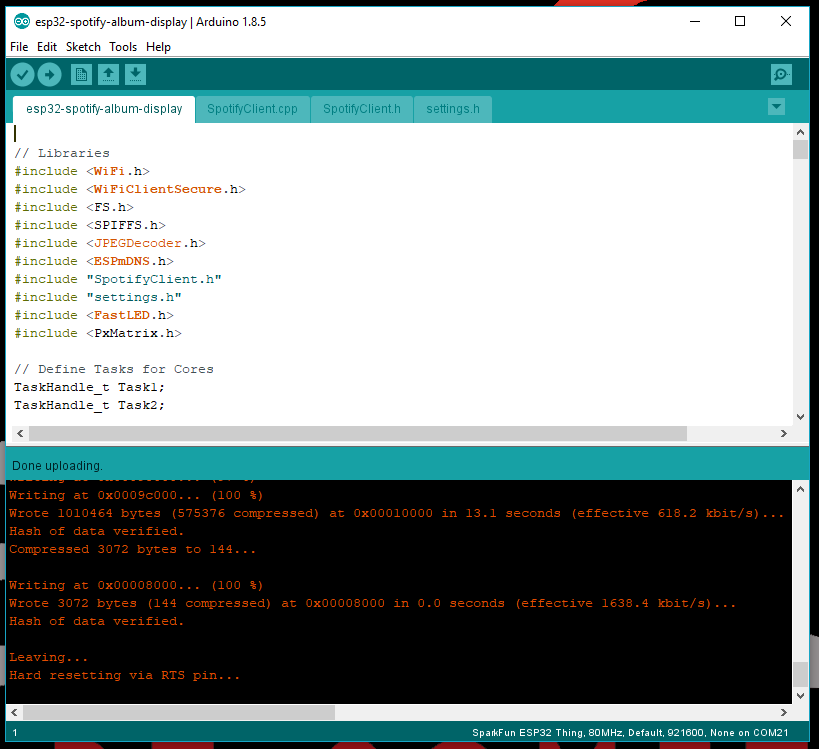 esp32-spotify-album-display | Arduino 1.8.5
File Edit Sketch Tools Help
esp32-spotify-album-display SpotifyClient.cpp SpotifyClient.h settings.h
// Libraries
#include <WiFi.h>
#include <WiFiClientSecure.h>
#include <FS.h>
#include <SPIFFS.h>
#include <JPEGDecoder.h>
#include <ESPmDNS.h>
#include "SpotifyClient.h"
#include "settings.h"
#include <FastLED.h>
#include <PxMatrix.h>
// Define Tasks for Cores
TaskHandle_t Task1;
TaskHandle_t Task2;
Done uploading.
Writing at 0x0009c000... (100 %)
Wrote 1010464 bytes (575376 compressed) at 0x00010000 in 13.1 seconds (effective 618.2 kbit/s)...
Hash of data verified.
Compressed 3072 bytes to 144...
Writing at 0x00008000... (100 %)
Wrote 3072 bytes (144 compressed) at 0x00008000 in 0.0 seconds (effective 1638.4 kbit/s)...
Hash of data verified.
Leaving...
Hard resetting via RTS pin...
1 SparkFun ESP32 Thing, 80MHz, Default, 921600, None on COM21